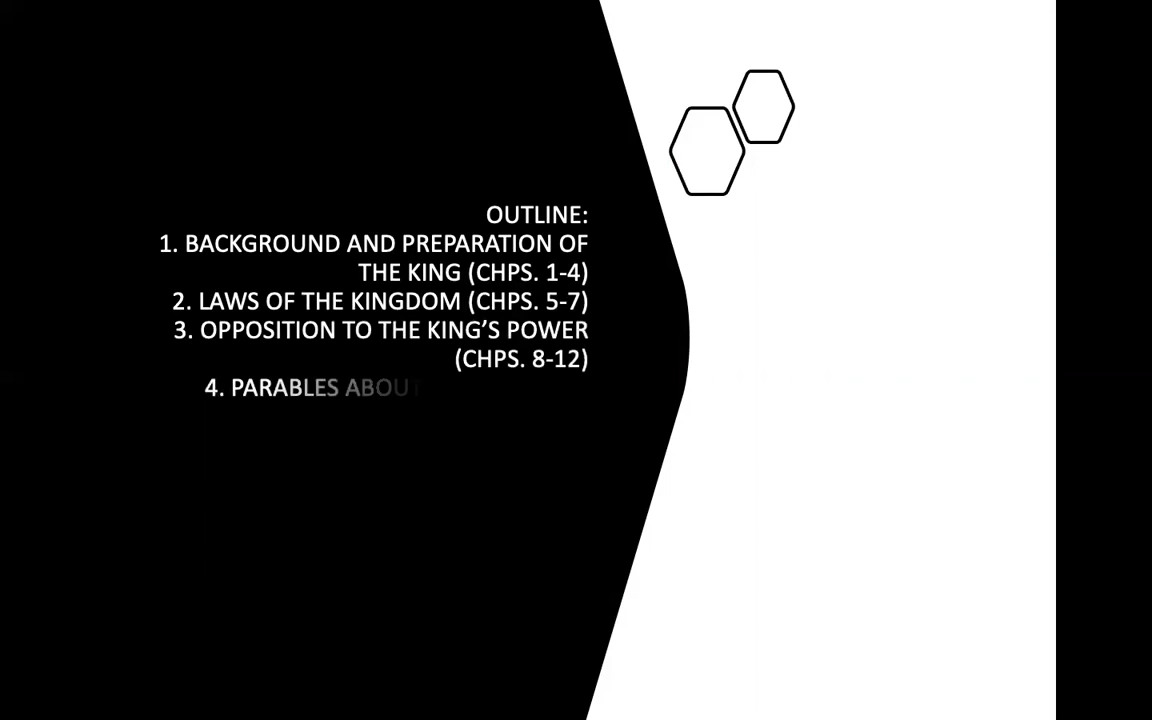 OUTLINE:
1. BACKGROUND AND PREPARATION OF
THE KING (CHPS. 1-4)
2. LAWS OF THE KINGDOM (CHPS. 5-7)
3. OPPOSITION TO THE KING’S POWER
(CHPS. 8-12)
4. PARABLES ABOUT